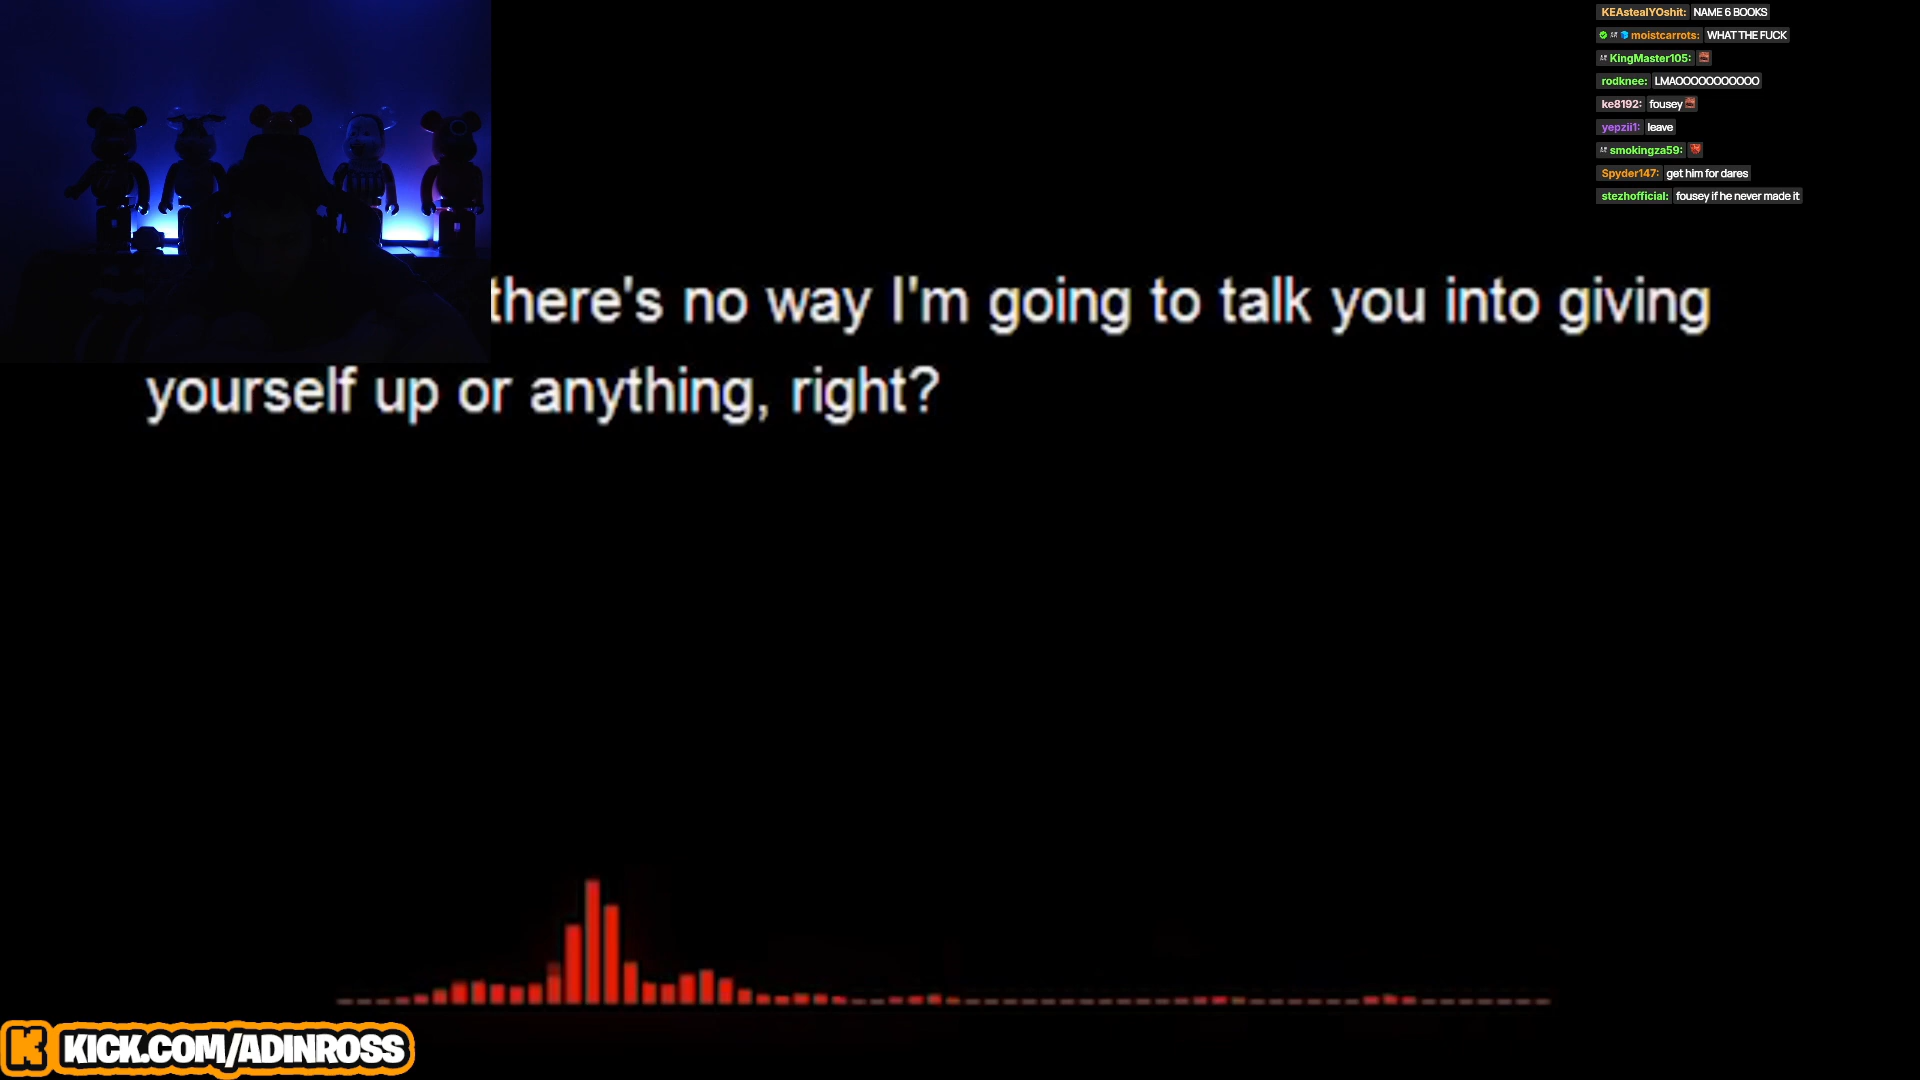 KEAstealYOshit: NAME 6 BOOKS
moistcarrots: WHAT THE FUCK
KingMaster105:
rodknee: LMAOOOOOOOOOOO
ke8192: fousey
yepzii1: leave
smokingza59:
Spyder147: get him for dares
stezhofficial: fousey if he never made it
there's no way I'm going to talk you into giving
yourself up or anything, right?
K KICK.COM/ADINROSS